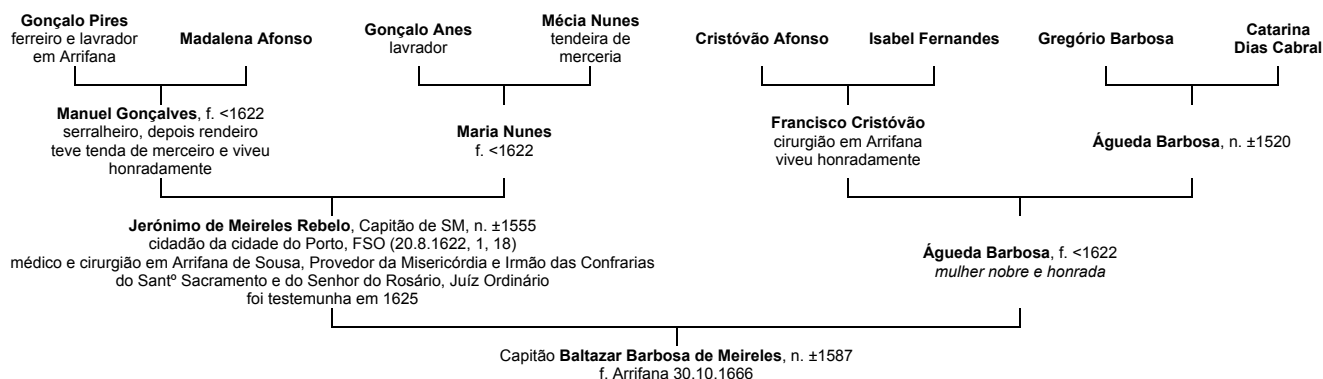 Gonçalo Pires
ferreiro e lavrador
em Arrifana
Madalena Afonso
Gonçalo Anes
lavrador
Mécia Nunes
tendeira de
merceria
Cristóvão Afonso
Isabel Fernandes
Gregório Barbosa
Catarina
Dias Cabral
Manuel Gonçalves, f. <1622
serralheiro, depois rendeiro
teve tenda de merceiro e viveu
honradamente
Maria Nunes
f. <1622
Francisco Cristóvão
cirurgião em Arrifana
viveu honradamente
Águeda Barbosa, n. ±1520
Jerónimo de Meireles Rebelo, Capitão de SM, n. ±1555
cidadão da cidade do Porto, FSO (20.8.1622, 1, 18)
médico e cirurgião em Arrifana de Sousa, Provedor da Misericórdia e Irmão das Confrarias
do Santº Sacramento e do Senhor do Rosário, Juíz Ordinário
foi testemunha em 1625
Águeda Barbosa, f. <1622
mulher nobre e honrada
Capitão Baltazar Barbosa de Meireles, n. ±1587
f. Arrifana 30.10.1666